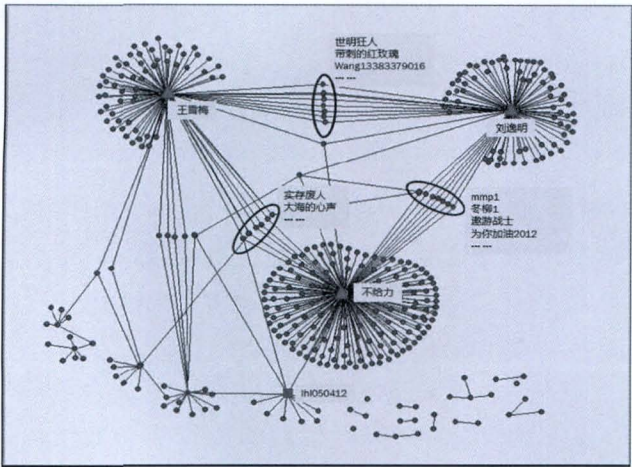 世明狂人
带刺的红玫瑰
Wang13383379016
... ...
王雪梅
刘逸明
实存废人
大海的心声
... ...
mmp1
冬柳1
遨游战士
为你加油2012
... ...
不给力
lhl050412